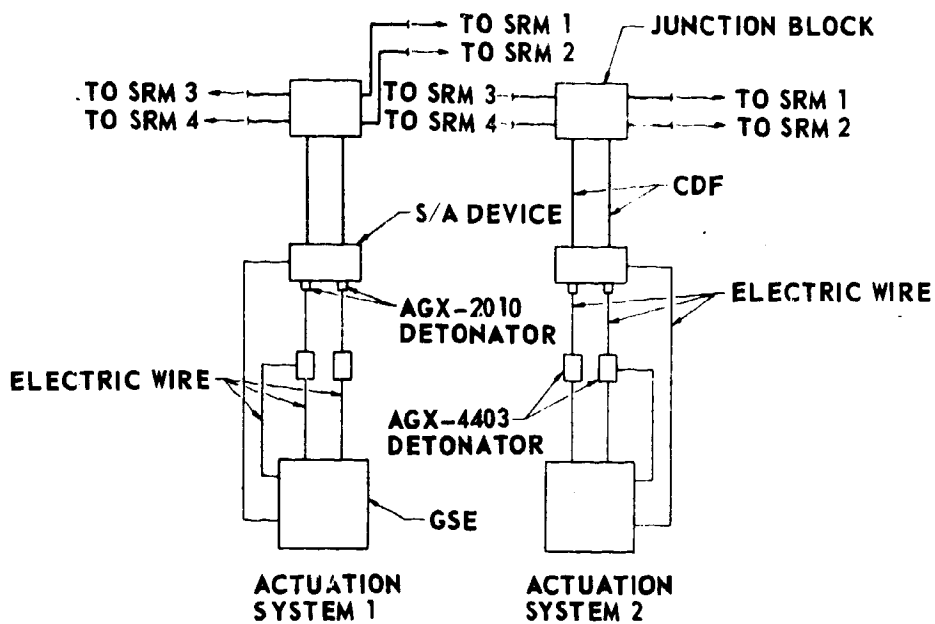 TO SRM 1
TO SRM 2
JUNCTION BLOCK
TO SRM 3
TO SRM 4
TO SRM 3
TO SRM 4
TO SRM 1
TO SRM 2
CDF
S/A DEVICE
AGX-2010
DETONATOR
ELECTRIC WIRE
ELECTRIC WIRE
AGX-4403
DETONATOR
GSE
ACTUATION
SYSTEM 1
ACTUATION
SYSTEM 2